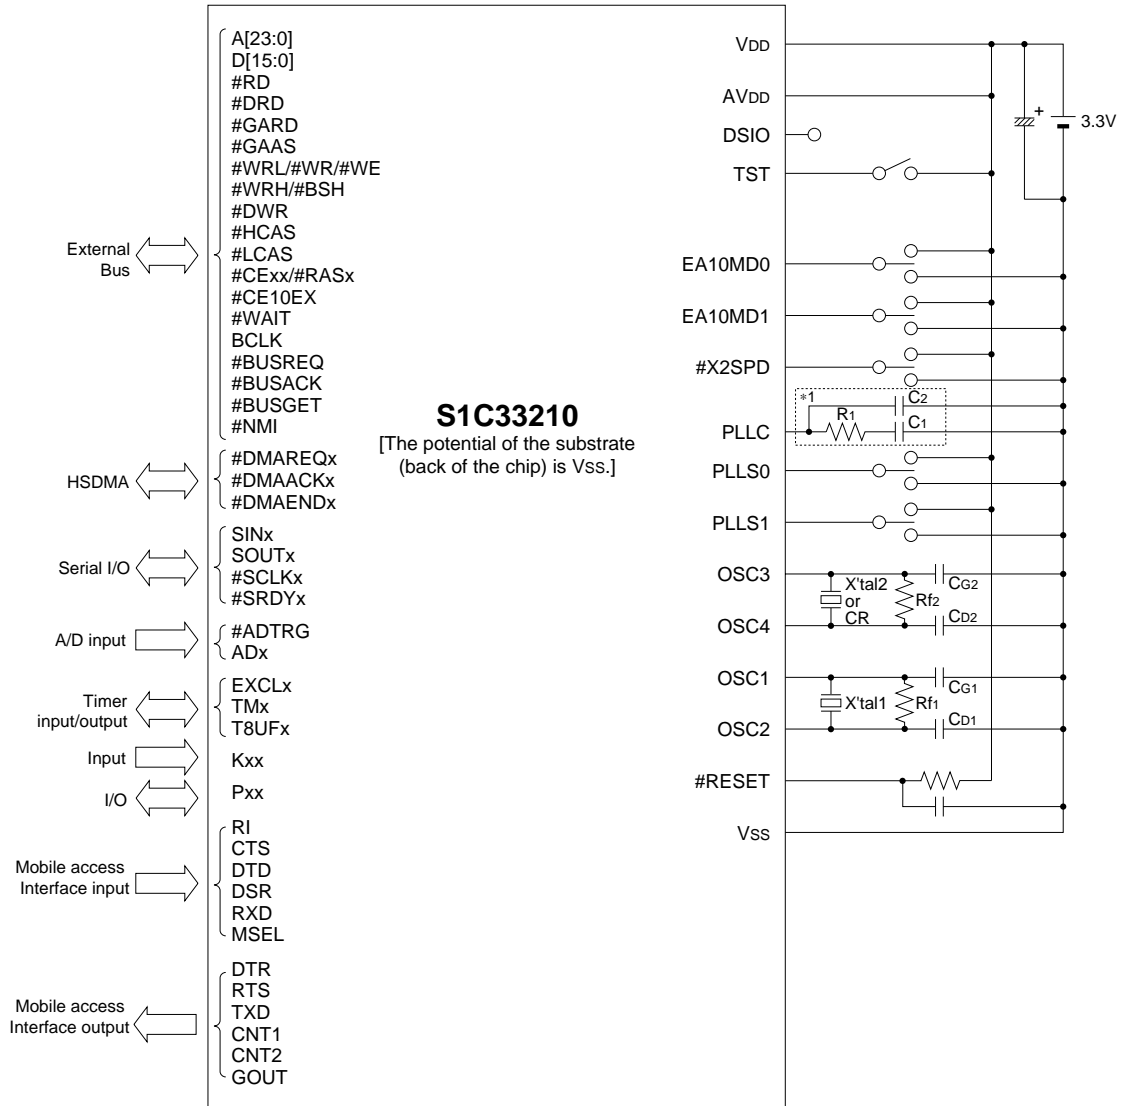 A[23:0]
D[15:0]
#RD
#DRD
#GARD
#GAAS
#WRL/#WR/#WE
#WRH/#BSH
#DWR
#HCAS
#LCAS
#CExx/#RASx
#CE10EX
#WAIT
BCLK
#BUSREQ
#BUSACK
#BUSGET
#NMI
External
Bus
#DMAREQx
#DMAACKx
#DMAENDx
HSDMA
SINx
SOUTx
#SCLKx
#SRDYx
Serial I/O
#ADTRG
ADx
A/D input
EXCLx
TMx
T8UFx
Timer
input/output
Input
Kxx
I/O
Pxx
RI
CTS
DTD
DSR
RXD
MSEL
Mobile access
Interface input
DTR
RTS
TXD
CNT1
CNT2
GOUT
Mobile access
Interface output
S1C33210
[The potential of the substrate
(back of the chip) is VSS.]
VDD
AVDD
DSIO
TST
EA10MD0
EA10MD1
#X2SPD
PLLC
PLLS0
PLLS1
OSC3
OSC4
OSC1
OSC2
#RESET
VSS
+
3.3V
*1
C2
R1
C1
X'tal2
or
CR
Rf2
CG2
CD2
X'tal1
Rf1
CG1
CD1